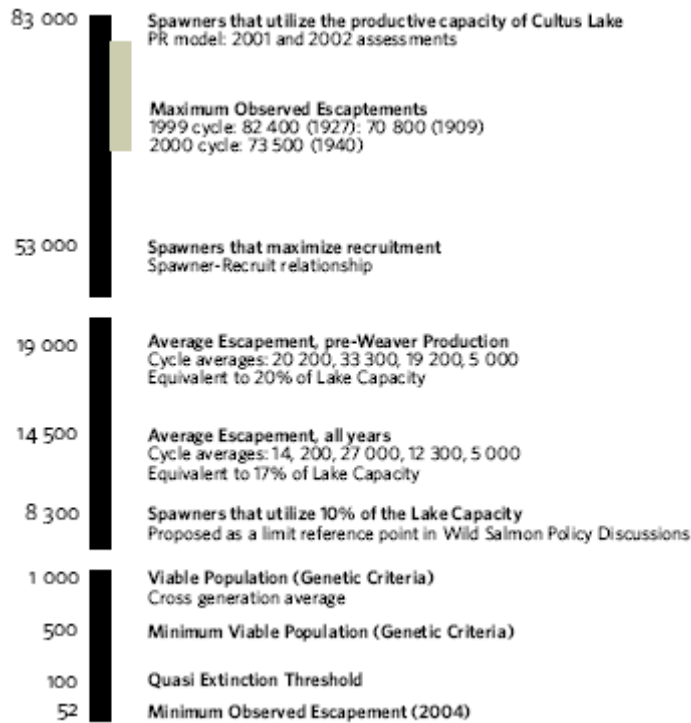 83 000 Spawners that utilize the productive capacity of Cultus Lake
PR model: 2001 and 2002 assessments
Maximum Observed Escaptements
1999 cycle: 82 400 (1927): 70 800 (1909)
2000 cycle: 73 500 (1940)
53 000 Spawners that maximize recruitment
Spawner-Recruit relationship
19 000 Average Escapement, pre-Weaver Production
Cycle averages: 20 200, 33 300, 19 200, 5 000
Equivalent to 20% of Lake Capacity
14 500 Average Escapement, all years
Cycle averages: 14, 200, 27 000, 12 300, 5 000
Equivalent to 17% of Lake Capacity
8 300 Spawners that utilize 10% of the Lake Capacity
Proposed as a limit reference point in Wild Salmon Policy Discussions
1 000 Viable Population (Genetic Criteria)
Cross generation average
500 Minimum Viable Population (Genetic Criteria)
100 Quasi Extinction Threshold
52 Minimum Observed Escapement (2004)